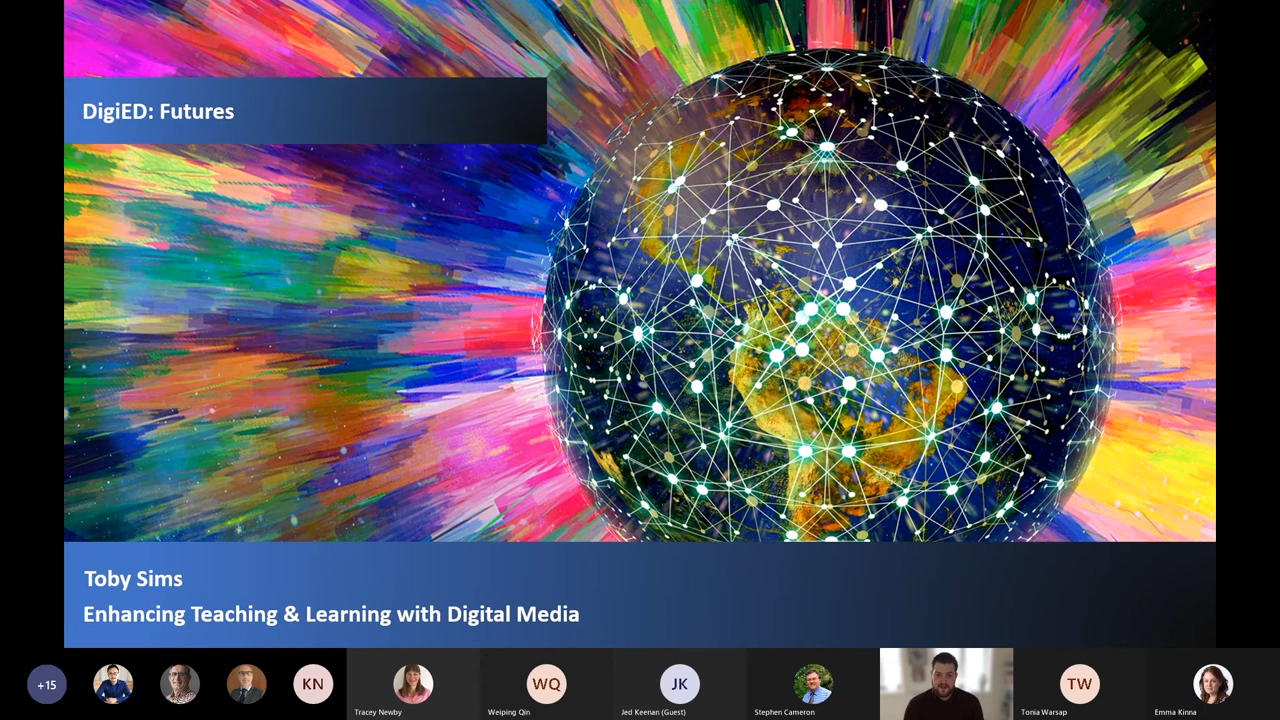 DigiED: Futures
Toby Sims
Enhancing Teaching & Learning with Digital Media
+15
KN
WQ
JK
TW
Tracey Newby
Weiping Qin
Jed Keenan (Guest)
Stephen Cameron
Tonia Warsap
Emma Kinna